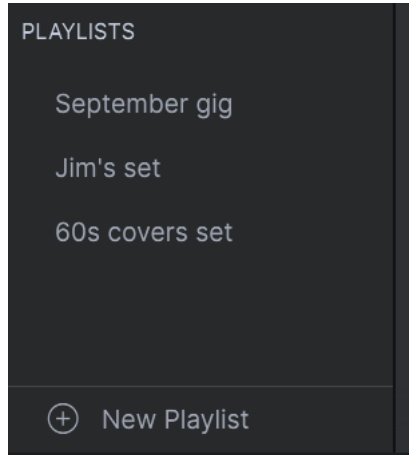 PLAYLISTS
September gig
Jim's set
60s covers set
New Playlist